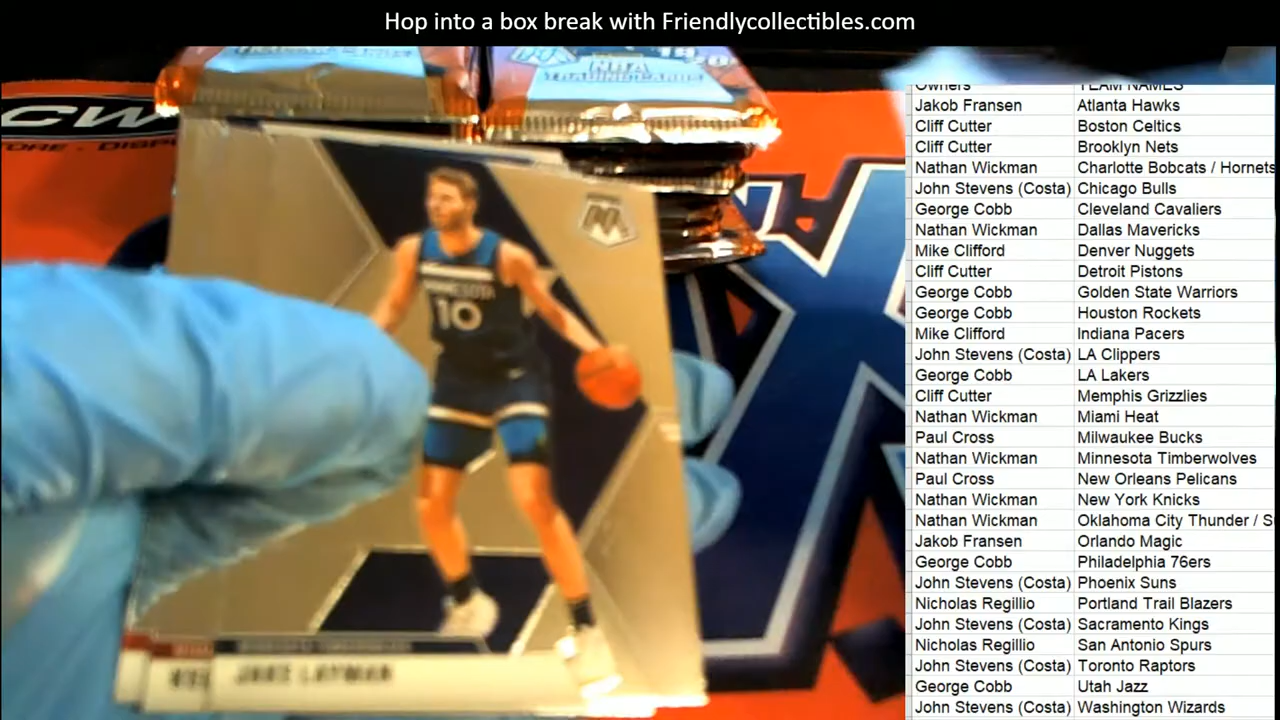 Hop into a box break with Friendlycollectibles.com
Owners TEAM NAMES
Jakob Fransen Atlanta Hawks
Cliff Cutter Boston Celtics
Cliff Cutter Brooklyn Nets
Nathan Wickman Charlotte Bobcats / Hornets
John Stevens (Costa) Chicago Bulls
George Cobb Cleveland Cavaliers
Nathan Wickman Dallas Mavericks
Mike Clifford Denver Nuggets
Cliff Cutter Detroit Pistons
George Cobb Golden State Warriors
George Cobb Houston Rockets
Mike Clifford Indiana Pacers
John Stevens (Costa) LA Clippers
George Cobb LA Lakers
Cliff Cutter Memphis Grizzlies
Nathan Wickman Miami Heat
Paul Cross Milwaukee Bucks
Nathan Wickman Minnesota Timberwolves
Paul Cross New Orleans Pelicans
Nathan Wickman New York Knicks
Nathan Wickman Oklahoma City Thunder / S
Jakob Fransen Orlando Magic
George Cobb Philadelphia 76ers
John Stevens (Costa) Phoenix Suns
Nicholas Regillio Portland Trail Blazers
John Stevens (Costa) Sacramento Kings
Nicholas Regillio San Antonio Spurs
John Stevens (Costa) Toronto Raptors
George Cobb Utah Jazz
John Stevens (Costa) Washington Wizards
NBA
TRADING CARDS
CW
MINNESOTA
10
JAKE LAYMAN